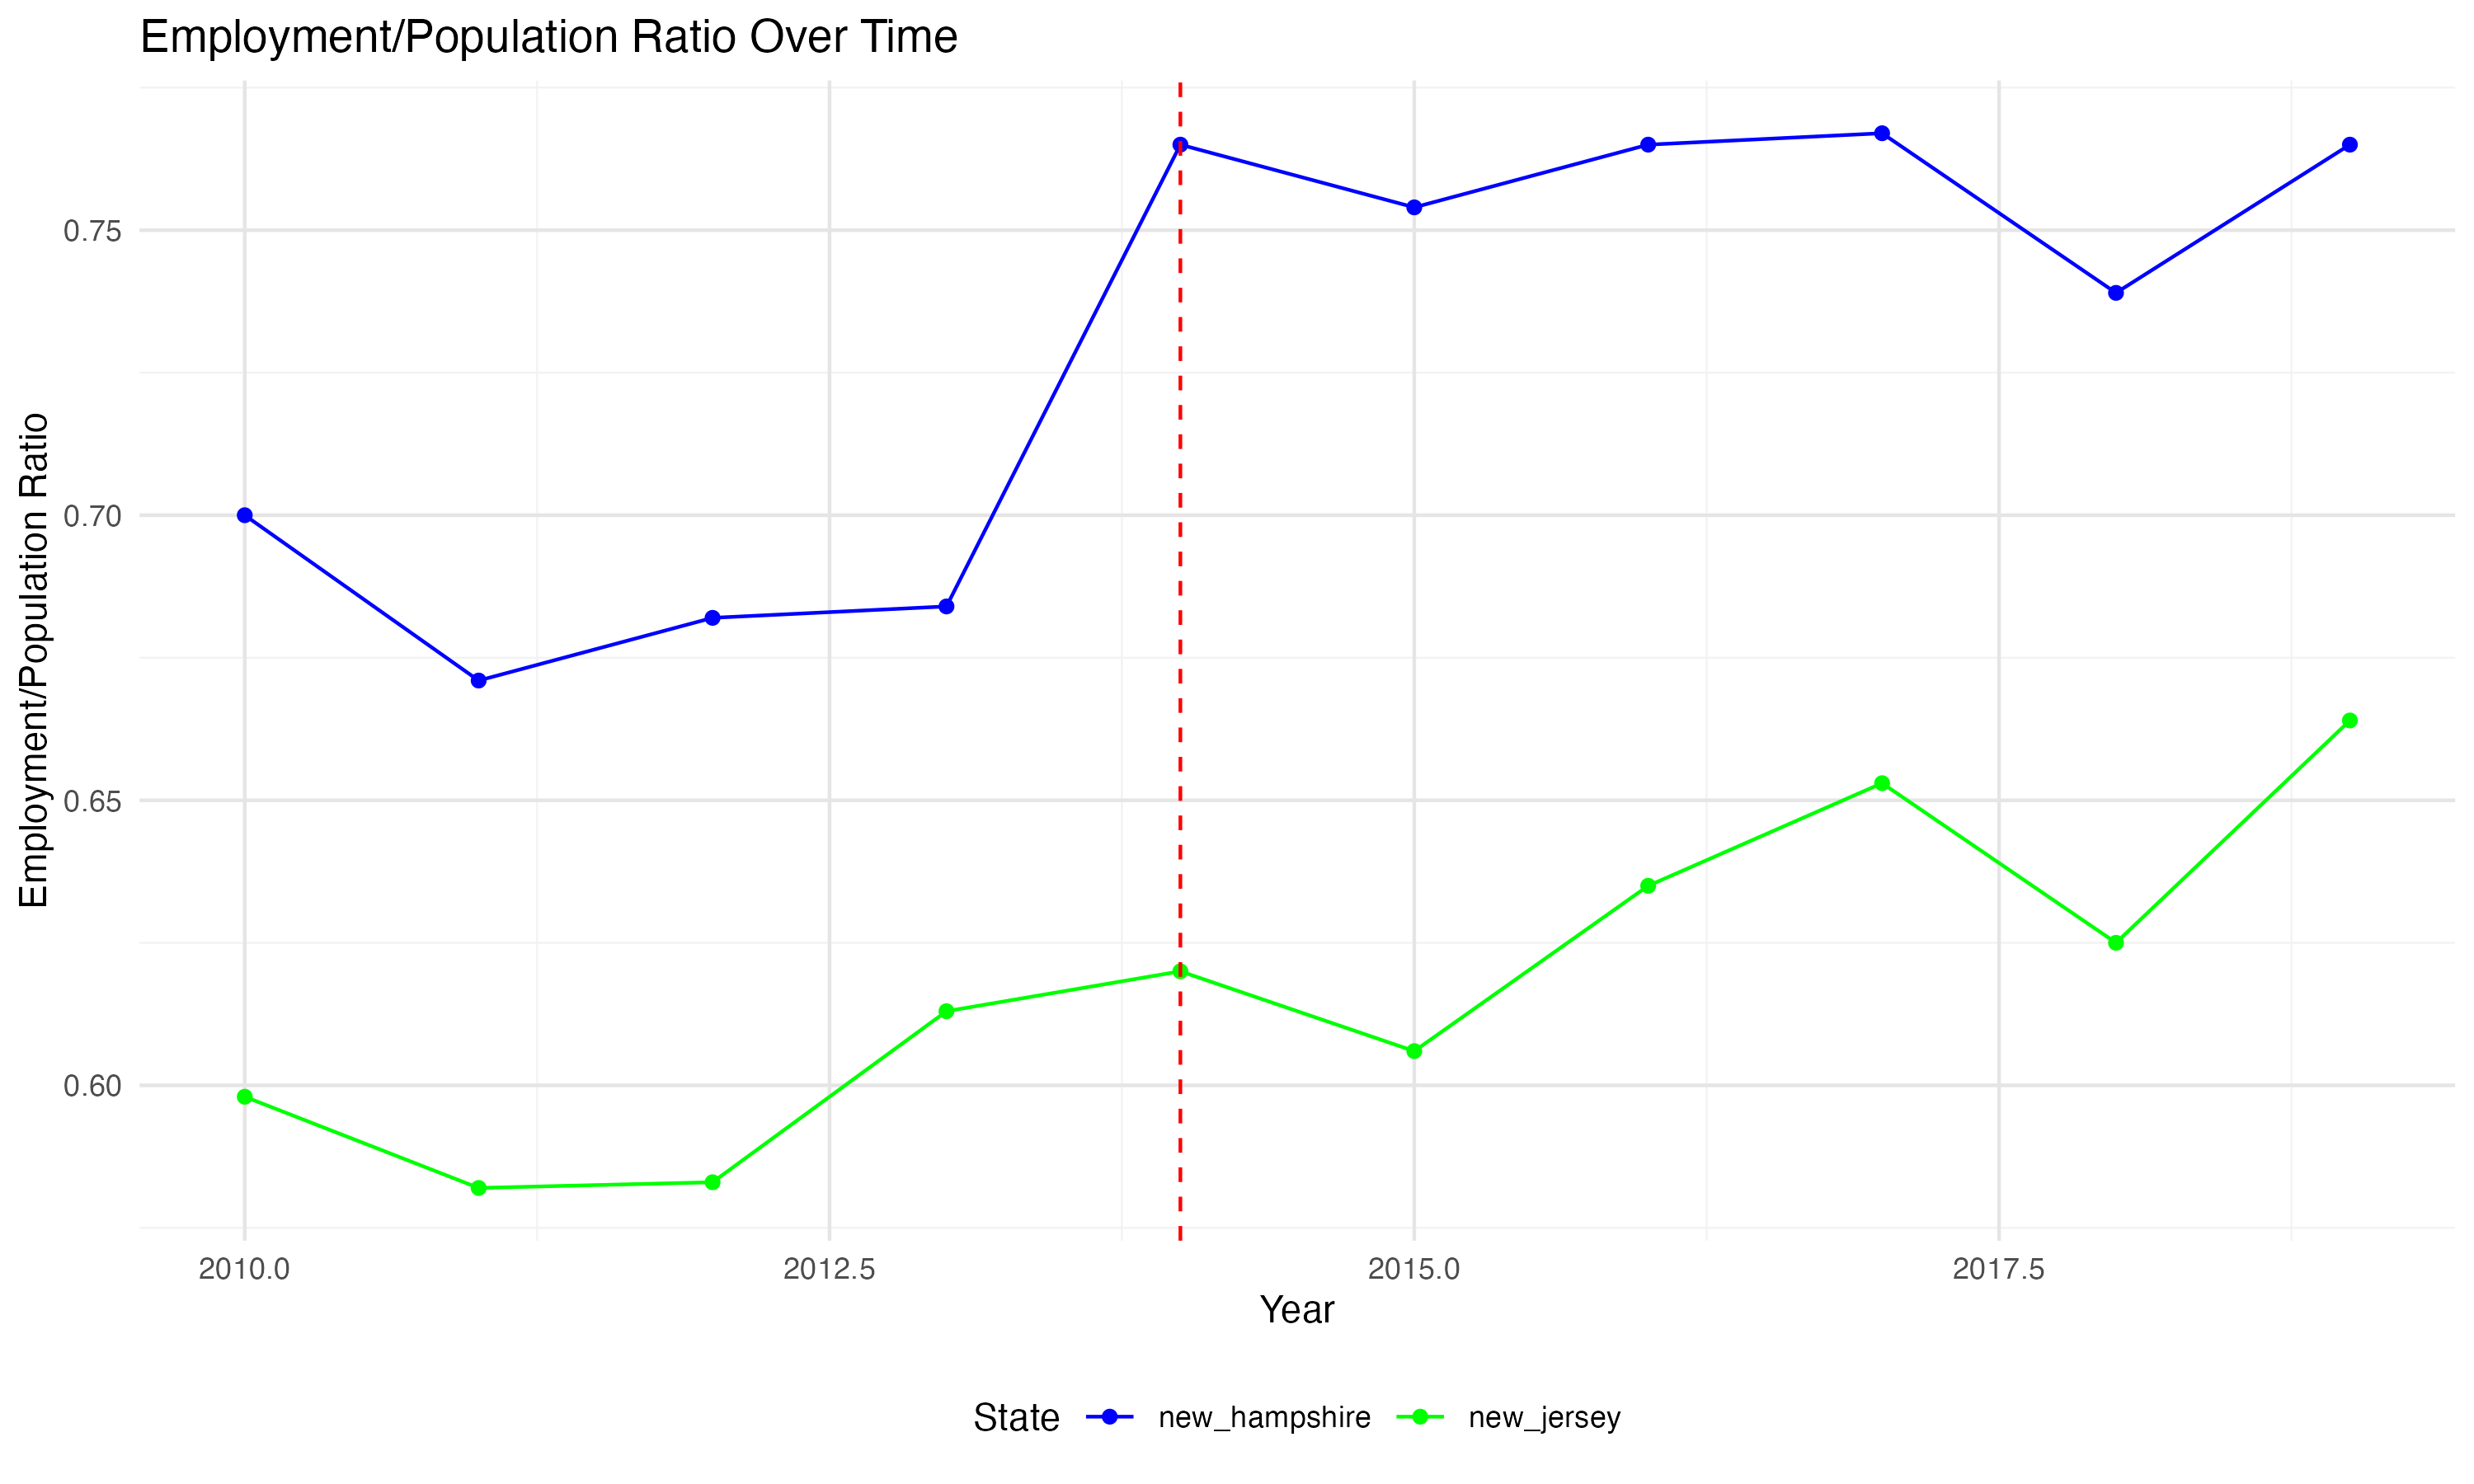 Employment/Population Ratio Over Time
Employment/Population Ratio
0.75
0.70
0.65
0.60
2010.0 2012.5 2015.0 2017.5
Year
State new_hampshire new_jersey